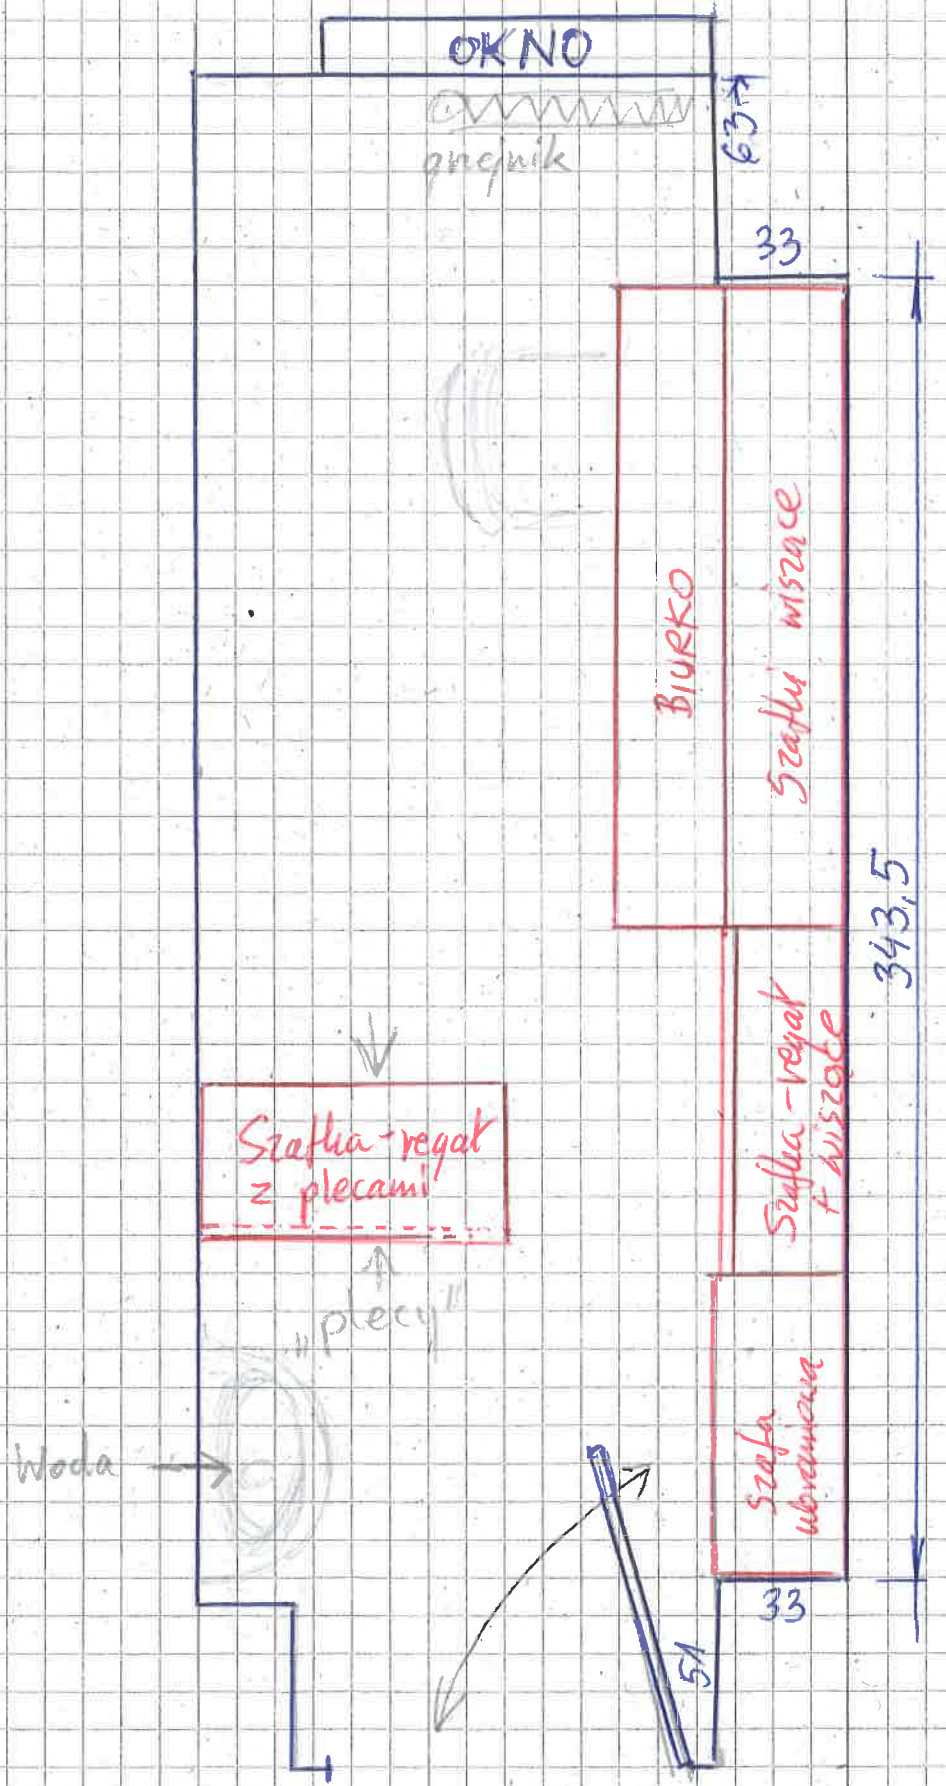 OKNO
grzejnik
63
33
BIURKO
Szafki wiszące
343,5
Szafka-regał
z plecami
Szafka-regał
+ wiszące
„plecy"
Woda
Szafa
ubraniowa
33
51